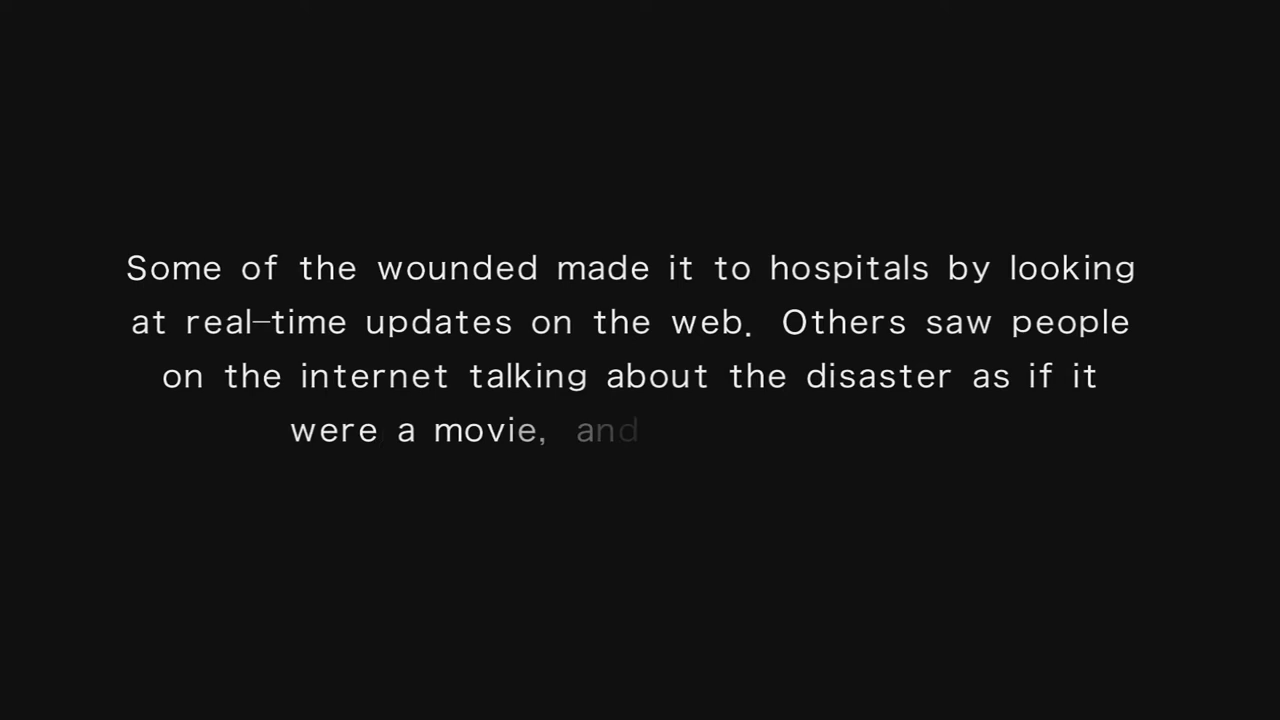 Some of the wounded made it to hospitals by looking
at real–time updates on the web. Others saw people
on the internet talking about the disaster as if it
were a movie, and